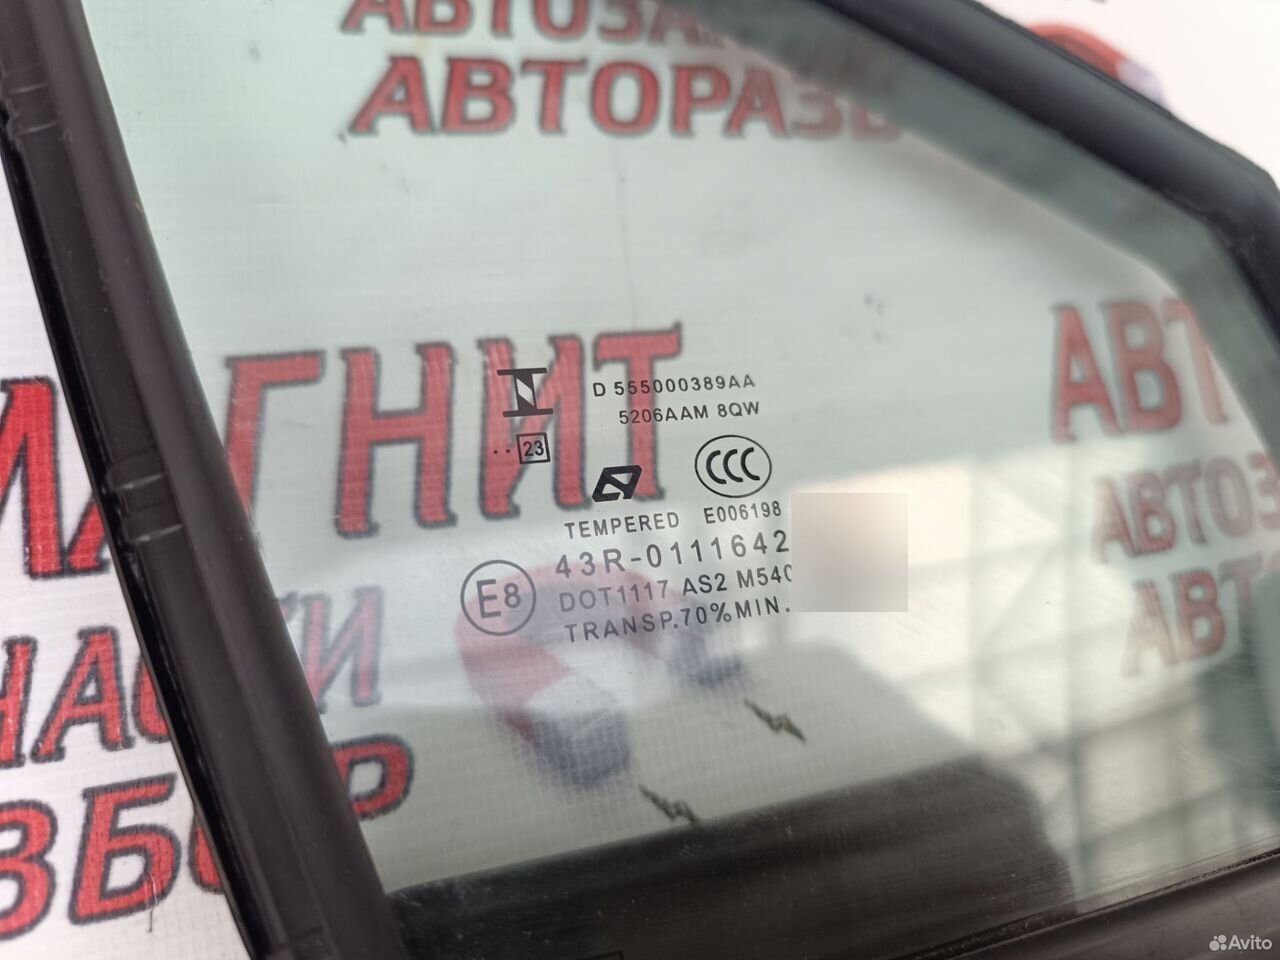 АВТОРАЗБ
ГНИТ
АВТ
АВТОЗ
АВТ
D 555000389AA
5206AAM 8QW
.. 23
CCC
TEMPERED E006198
43R-0111642
E8
DOT1117 AS2 M540
TRANSP.70%MIN.
Avito